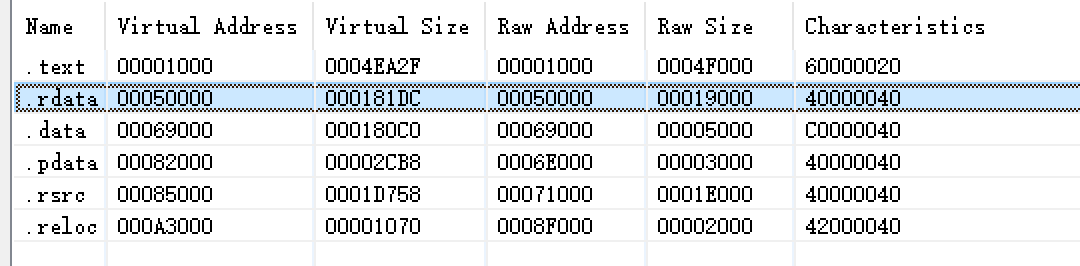 Name Virtual Address Virtual Size Raw Address Raw Size Characteristics
.text 00001000 0004EA2F 00001000 0004F000 60000020
.rdata 00050000 000181DC 00050000 00019000 40000040
.data 00069000 000180C0 00069000 00005000 C0000040
.pdata 00082000 00002CB8 0006E000 00003000 40000040
.rsrc 00085000 0001D758 00071000 0001E000 40000040
.reloc 000A3000 00001070 0008F000 00002000 42000040